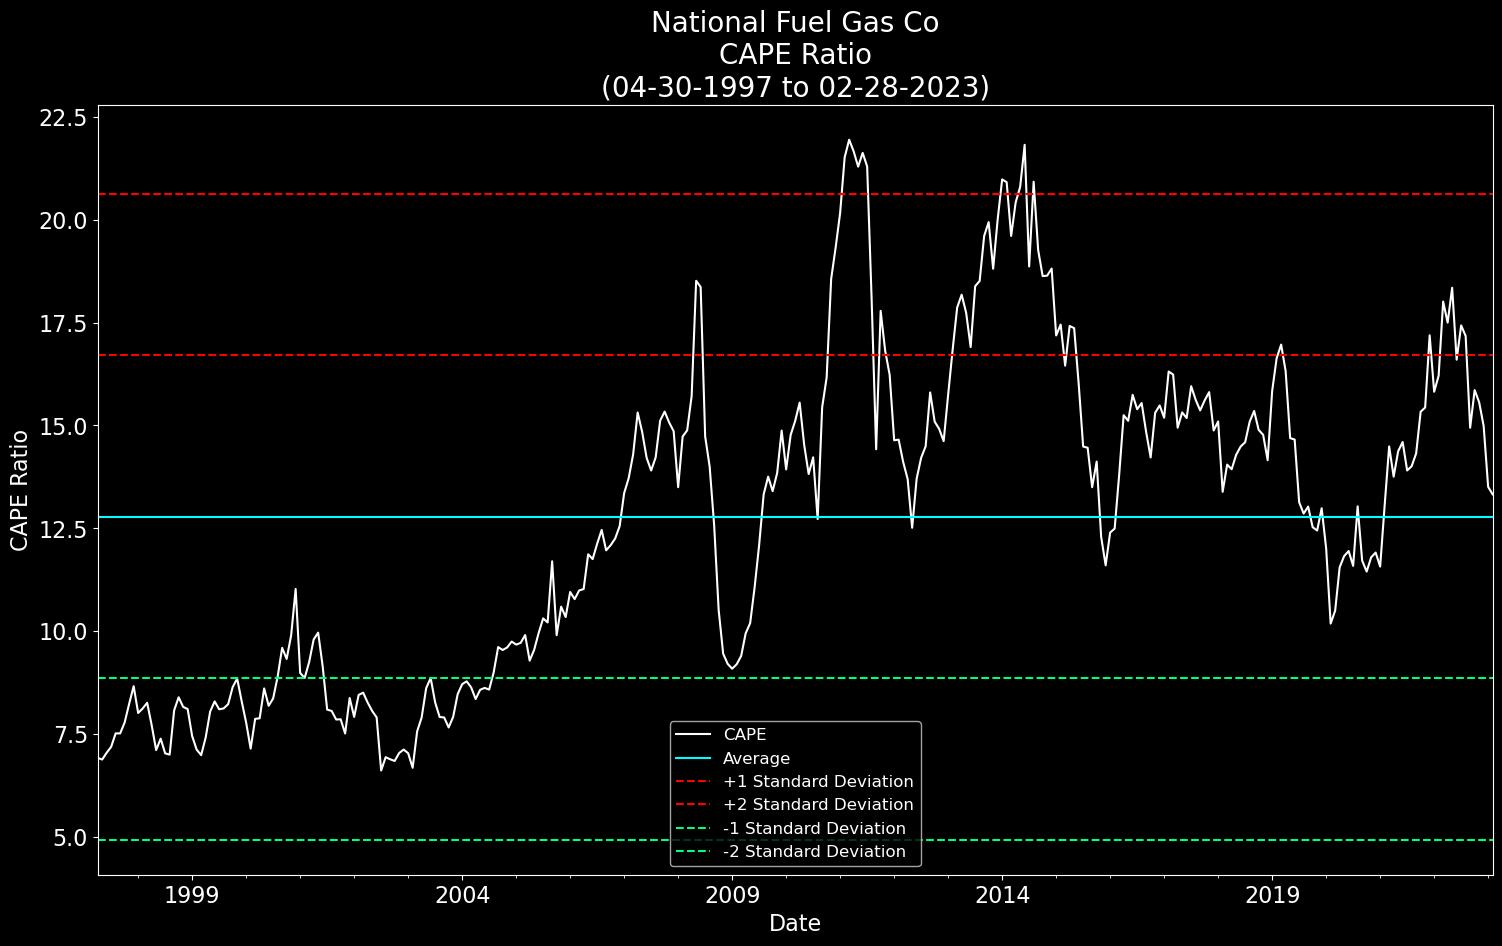 National Fuel Gas Co
CAPE Ratio
(04-30-1997 to 02-28-2023)
22.5
20.0
17.5
15.0
12.5
10.0
7.5
5.0
CAPE Ratio
CAPE
Average
+1 Standard Deviation
+2 Standard Deviation
-1 Standard Deviation
-2 Standard Deviation
1999 2004 2009 2014 2019
Date